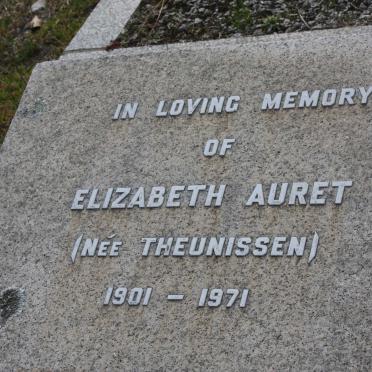 IN LOVING MEMORY
OF
ELIZABETH AURET
(NÉE THEUNISSEN)
1901 – 1971